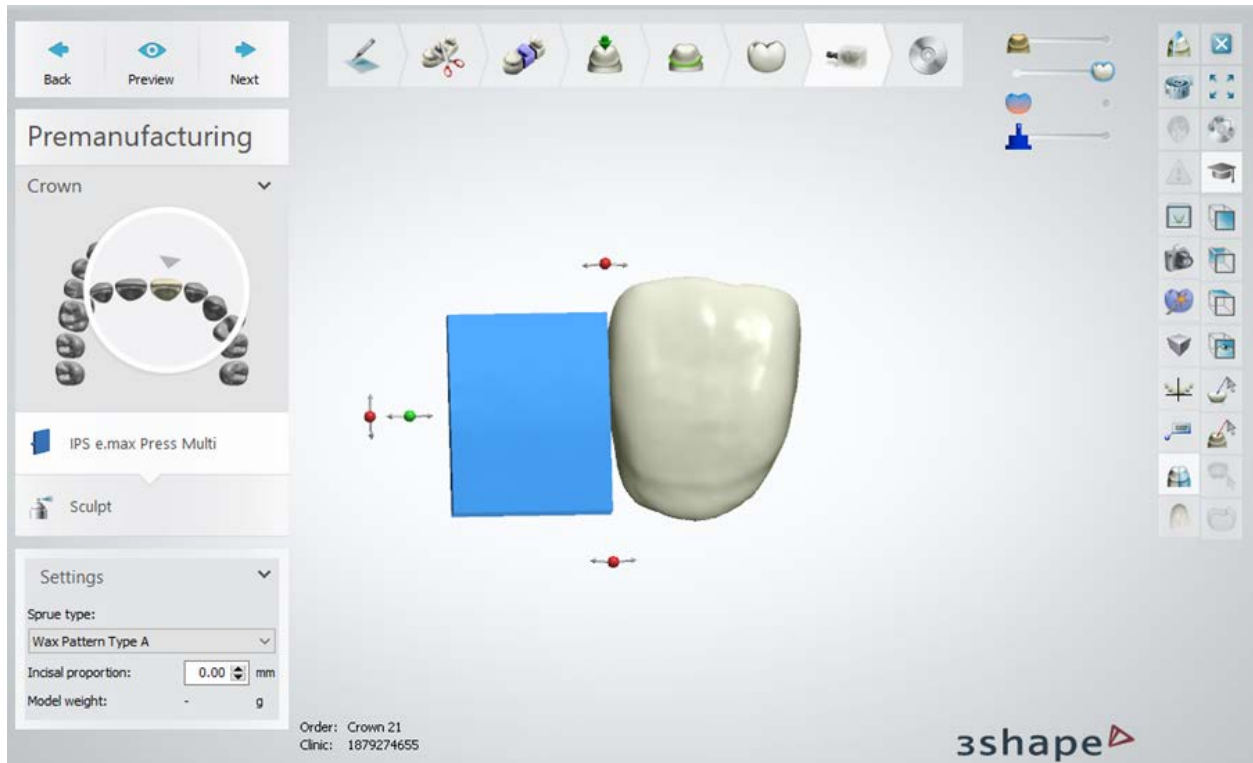 Back Preview Next
Premanufacturing
Crown
IPS e.max Press Multi
Sculpt
Settings
Sprue type:
Wax Pattern Type A
Incisal proportion: 0.00 mm
Model weight: - g
Order: Crown 21
Clinic: 1879274655
3shape